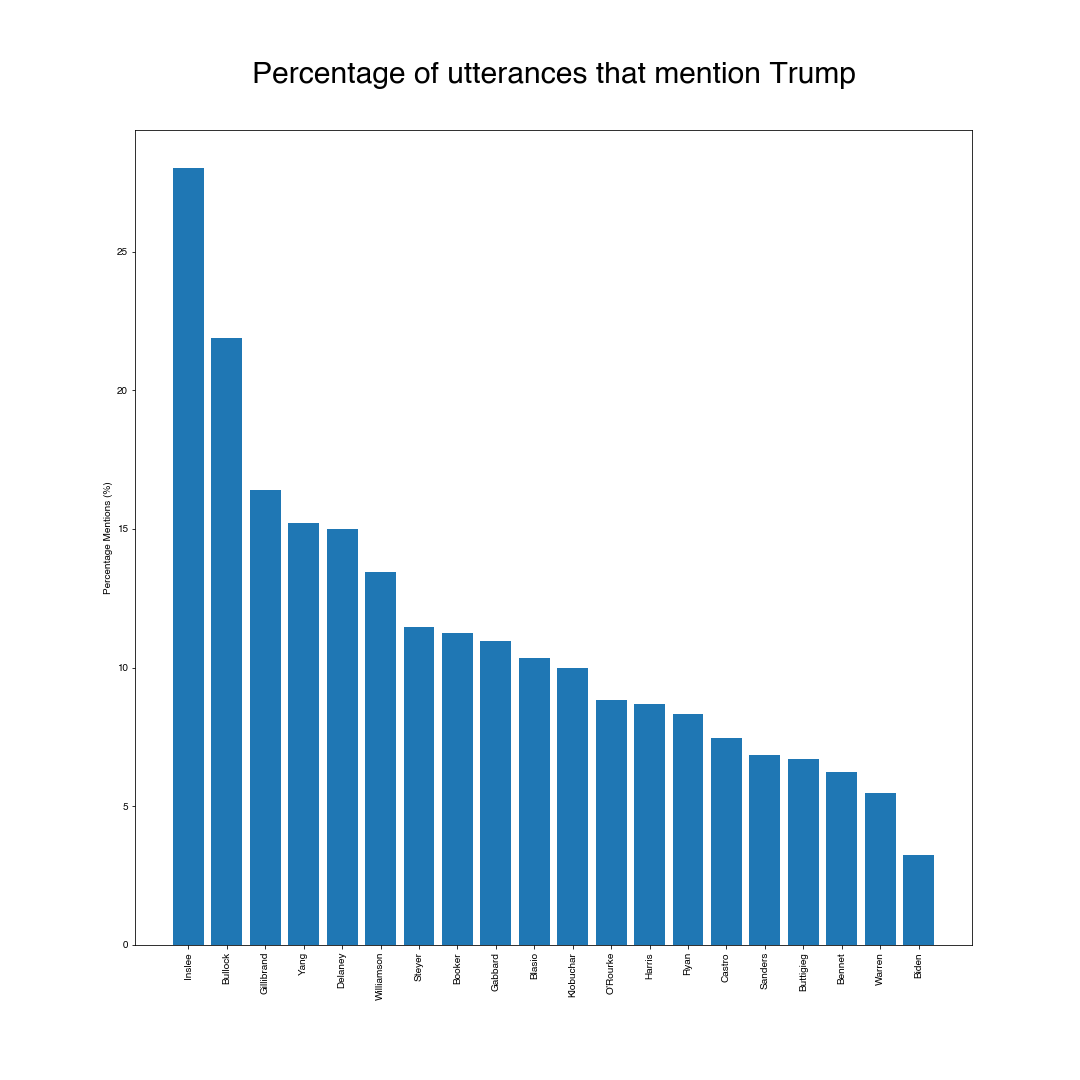 Percentage of utterances that mention Trump
Percentage Mentions (%)
25
20
15
10
5
0
Inslee
Bullock
Gillibrand
Yang
Delaney
Williamson
Steyer
Booker
Gabbard
Blasio
Klobuchar
O'Rourke
Harris
Ryan
Castro
Sanders
Buttigieg
Bennet
Warren
Biden